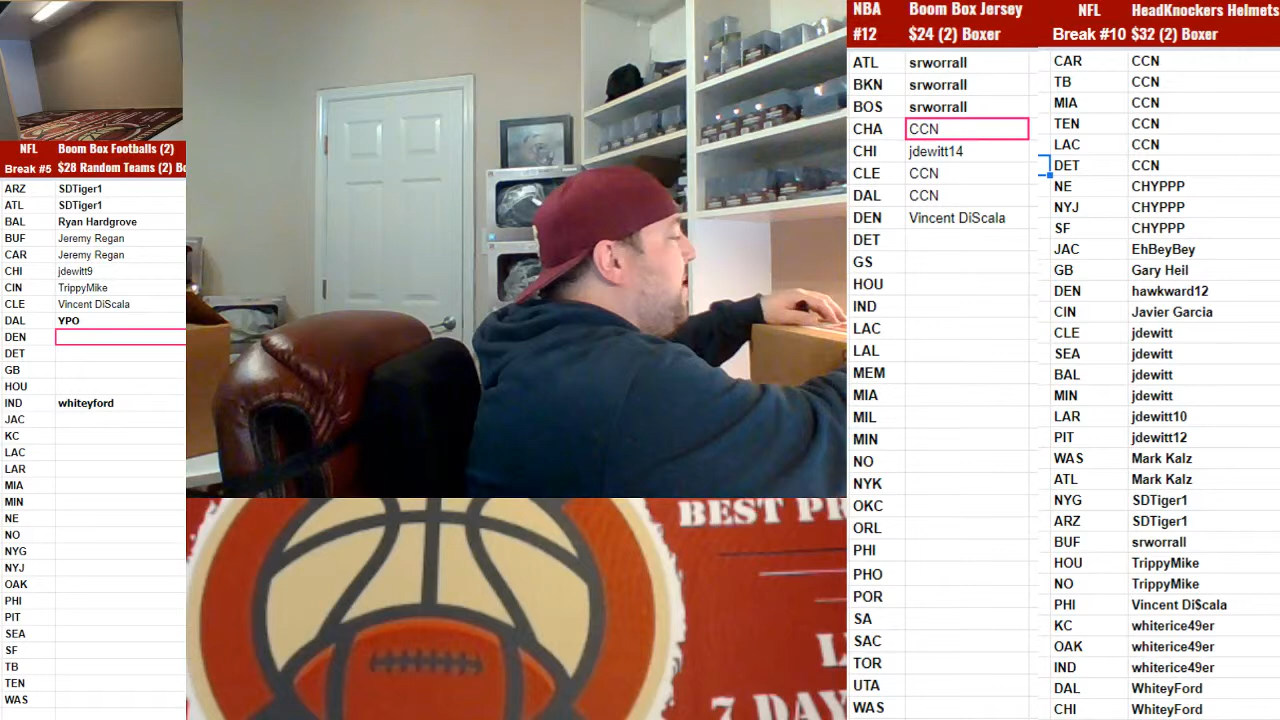 NFL Boom Box Footballs (2)
Break #5 $28 Random Teams (2) Bo
ARZ SDTiger1
ATL SDTiger1
BAL Ryan Hardgrove
BUF Jeremy Regan
CAR Jeremy Regan
CHI jdewitt9
CIN TrippyMike
CLE Vincent DiScala
DAL YPO
DEN
DET
GB
HOU
IND whiteyford
JAC
KC
LAC
LAR
MIA
MIN
NE
NO
NYG
NYJ
OAK
PHI
PIT
SEA
SF
TB
TEN
WAS
BEST PR
L
7 DAY
NBA Boom Box Jersey
#12 $24 (2) Boxer
ATL srworrall
BKN srworrall
BOS srworrall
CHA CCN
CHI jdewitt14
CLE CCN
DAL CCN
DEN Vincent DiScala
DET
GS
HOU
IND
LAC
LAL
MEM
MIA
MIL
MIN
NO
NYK
OKC
ORL
PHI
PHO
POR
SA
SAC
TOR
UTA
WAS
NFL HeadKnockers Helmets
Break #10 $32 (2) Boxer
CAR CCN
TB CCN
MIA CCN
TEN CCN
LAC CCN
DET CCN
NE CHYPPP
NYJ CHYPPP
SF CHYPPP
JAC EhBeyBey
GB Gary Heil
DEN hawkward12
CIN Javier Garcia
CLE jdewitt
SEA jdewitt
BAL jdewitt
MIN jdewitt
LAR jdewitt10
PIT jdewitt12
WAS Mark Kalz
ATL Mark Kalz
NYG SDTiger1
ARZ SDTiger1
BUF srworrall
HOU TrippyMike
NO TrippyMike
PHI Vincent DiScala
KC whiterice49er
OAK whiterice49er
IND whiterice49er
DAL WhiteyFord
CHI WhiteyFord